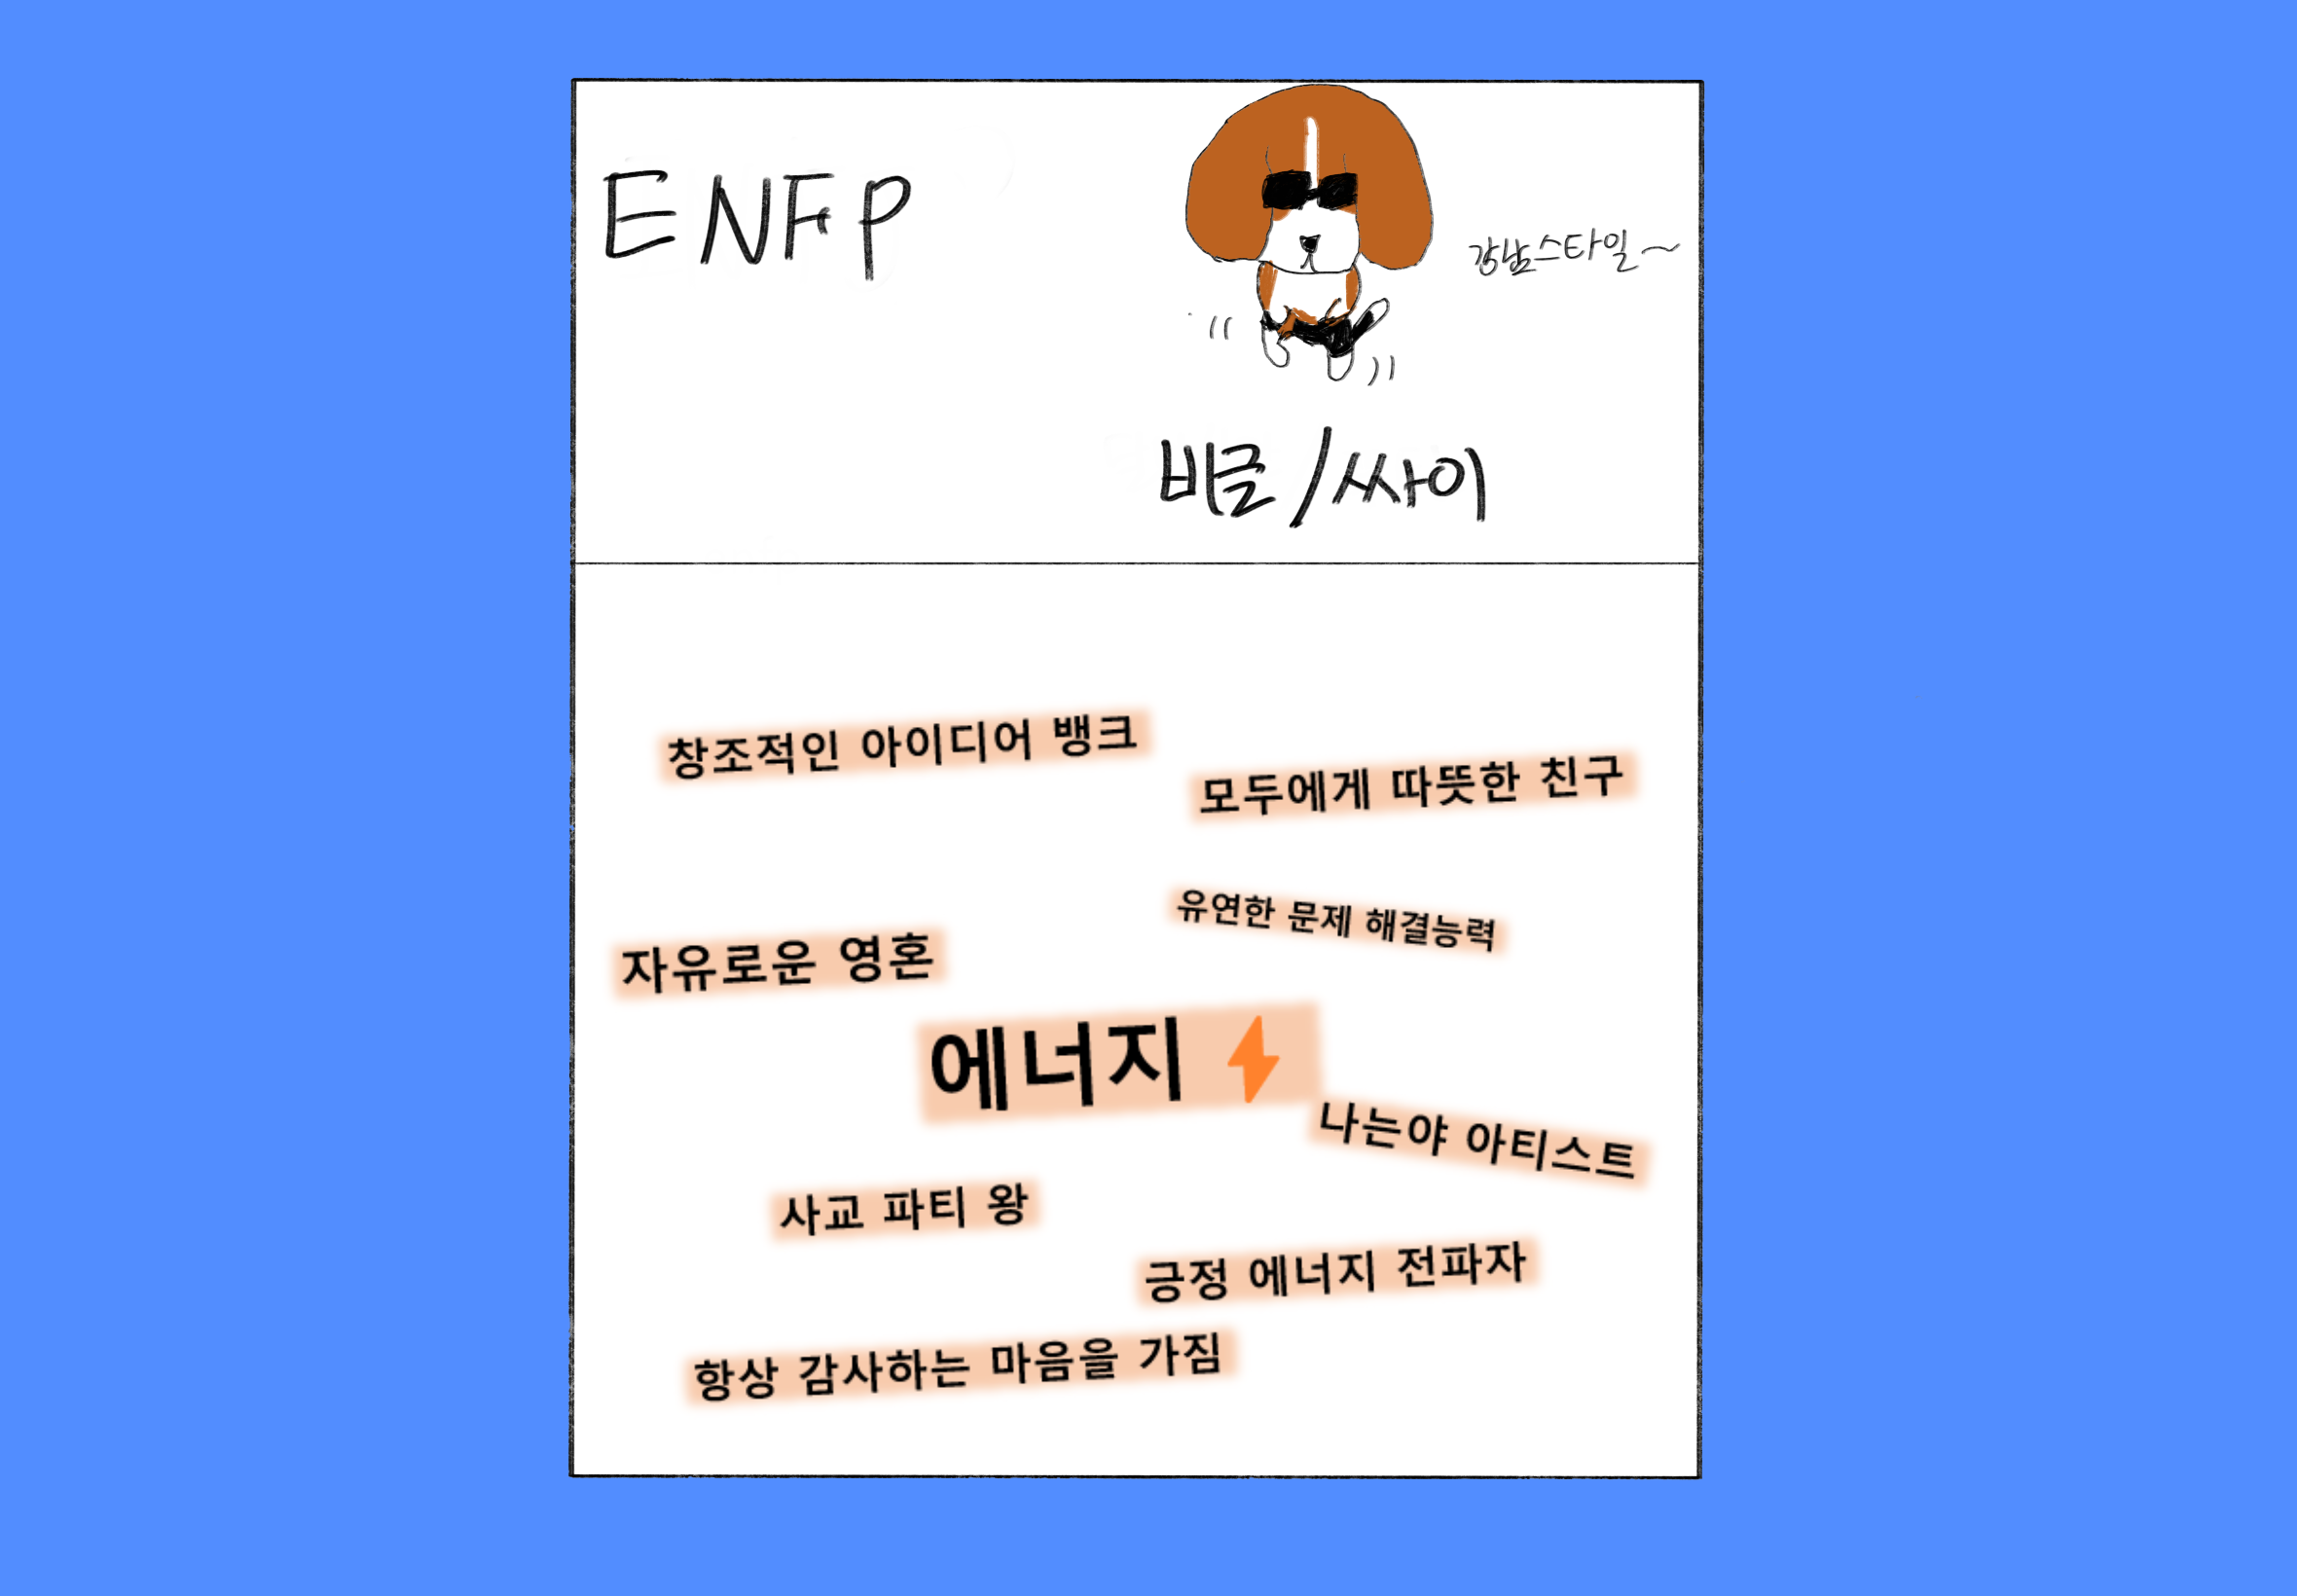 ENFP
강남스타일~
비글/싸이
창조적인 아이디어 뱅크
모두에게 따뜻한 친구
유연한 문제 해결능력
자유로운 영혼
에너지
나는야 아티스트
사교 파티 왕
긍정 에너지 전파자
항상 감사하는 마음을 가짐